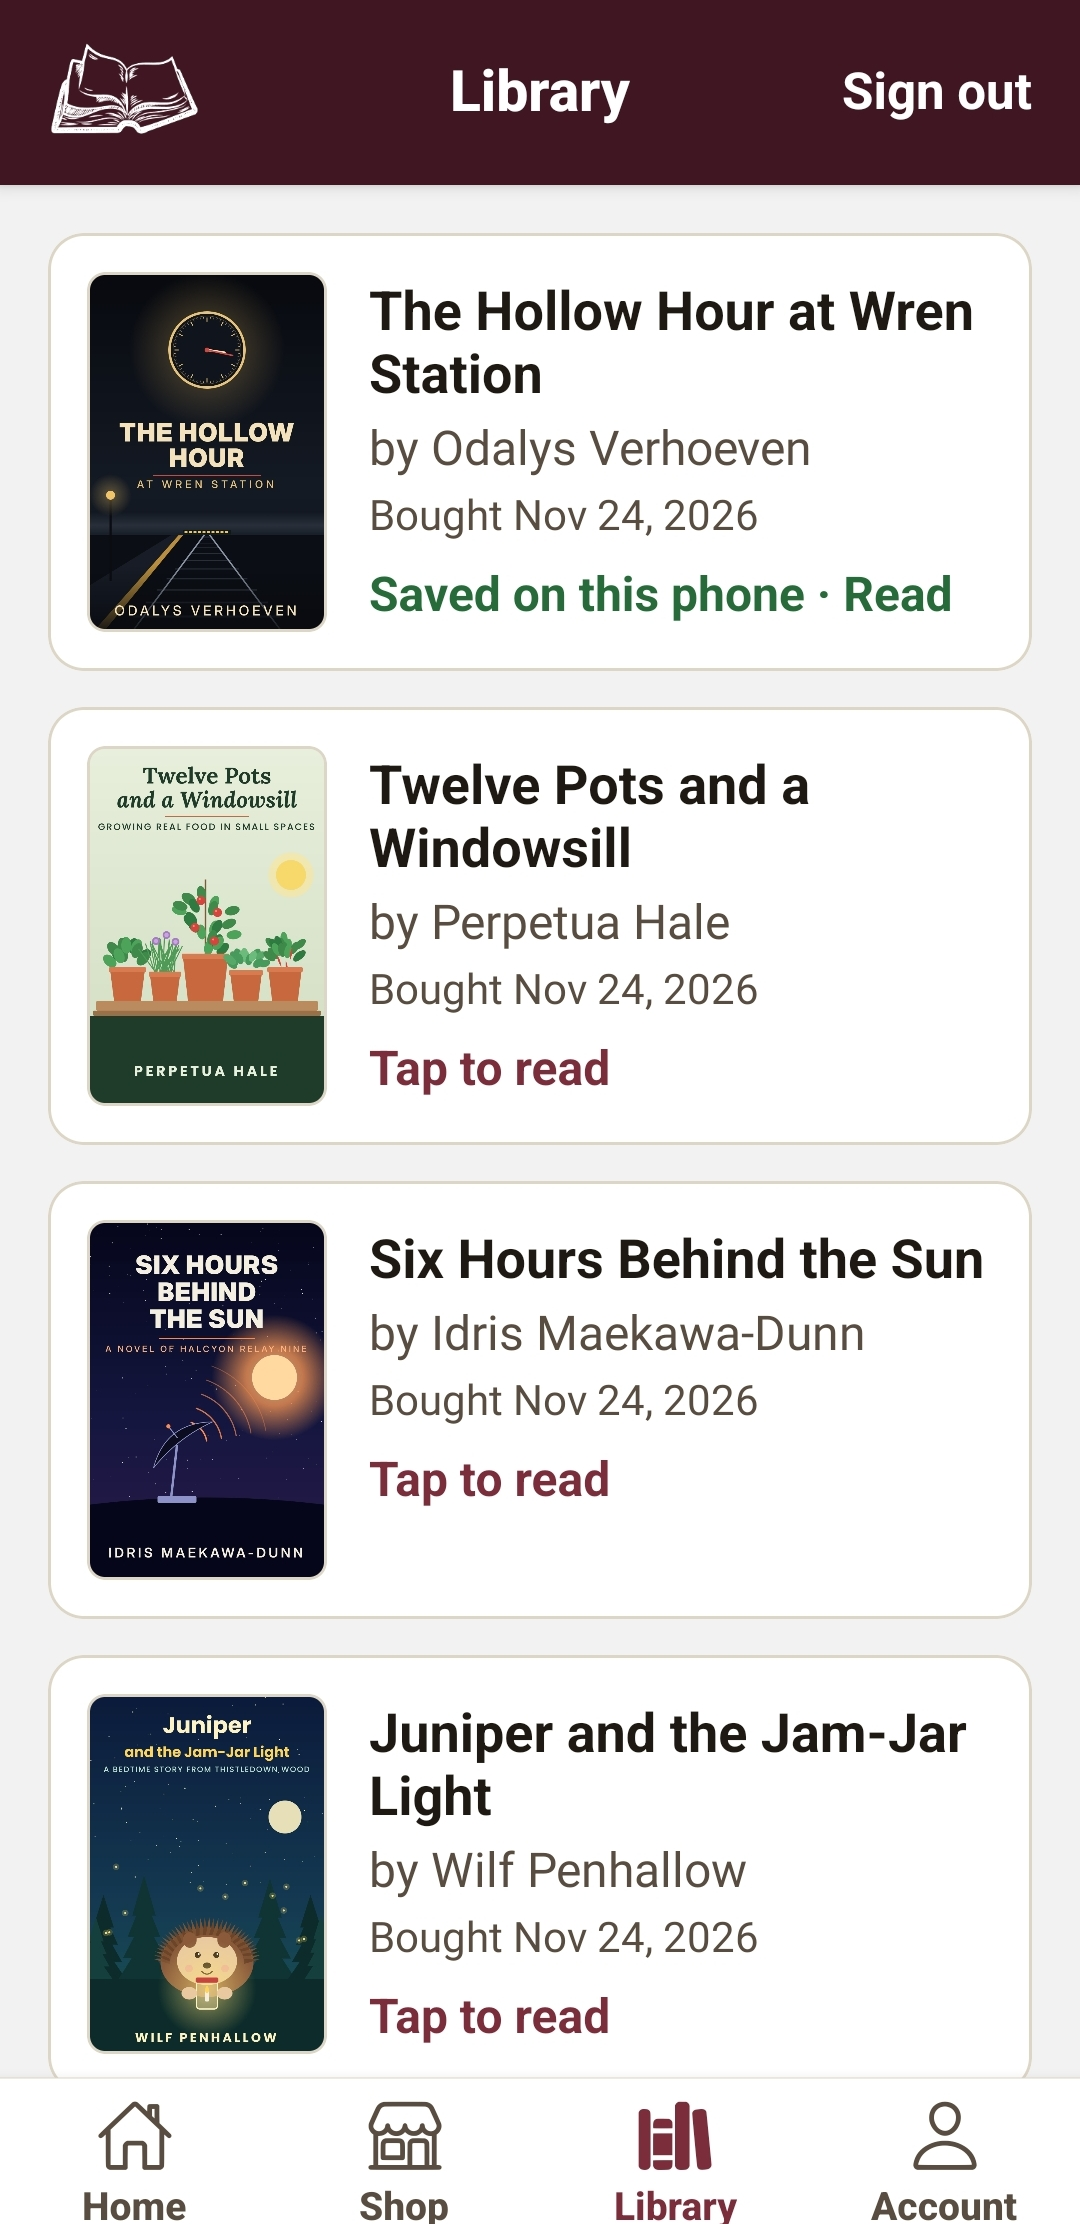 Library
Sign out
THE HOLLOW
HOUR
AT WREN STATION
ODALYS VERHOEVEN
The Hollow Hour at Wren
Station
by Odalys Verhoeven
Bought Nov 24, 2026
Saved on this phone · Read
Twelve Pots
and a Windowsill
GROWING REAL FOOD IN SMALL SPACES
PERPETUA HALE
Twelve Pots and a
Windowsill
by Perpetua Hale
Bought Nov 24, 2026
Tap to read
SIX HOURS
BEHIND
THE SUN
A NOVEL OF HALCYON RELAY NINE
IDRIS MAEKAWA-DUNN
Six Hours Behind the Sun
by Idris Maekawa-Dunn
Bought Nov 24, 2026
Tap to read
Juniper
and the Jam-Jar Light
A BEDTIME STORY FROM THISTLEDOWN WOOD
WILF PENHALLOW
Juniper and the Jam-Jar
Light
by Wilf Penhallow
Bought Nov 24, 2026
Tap to read
Home
Shop
Library
Account